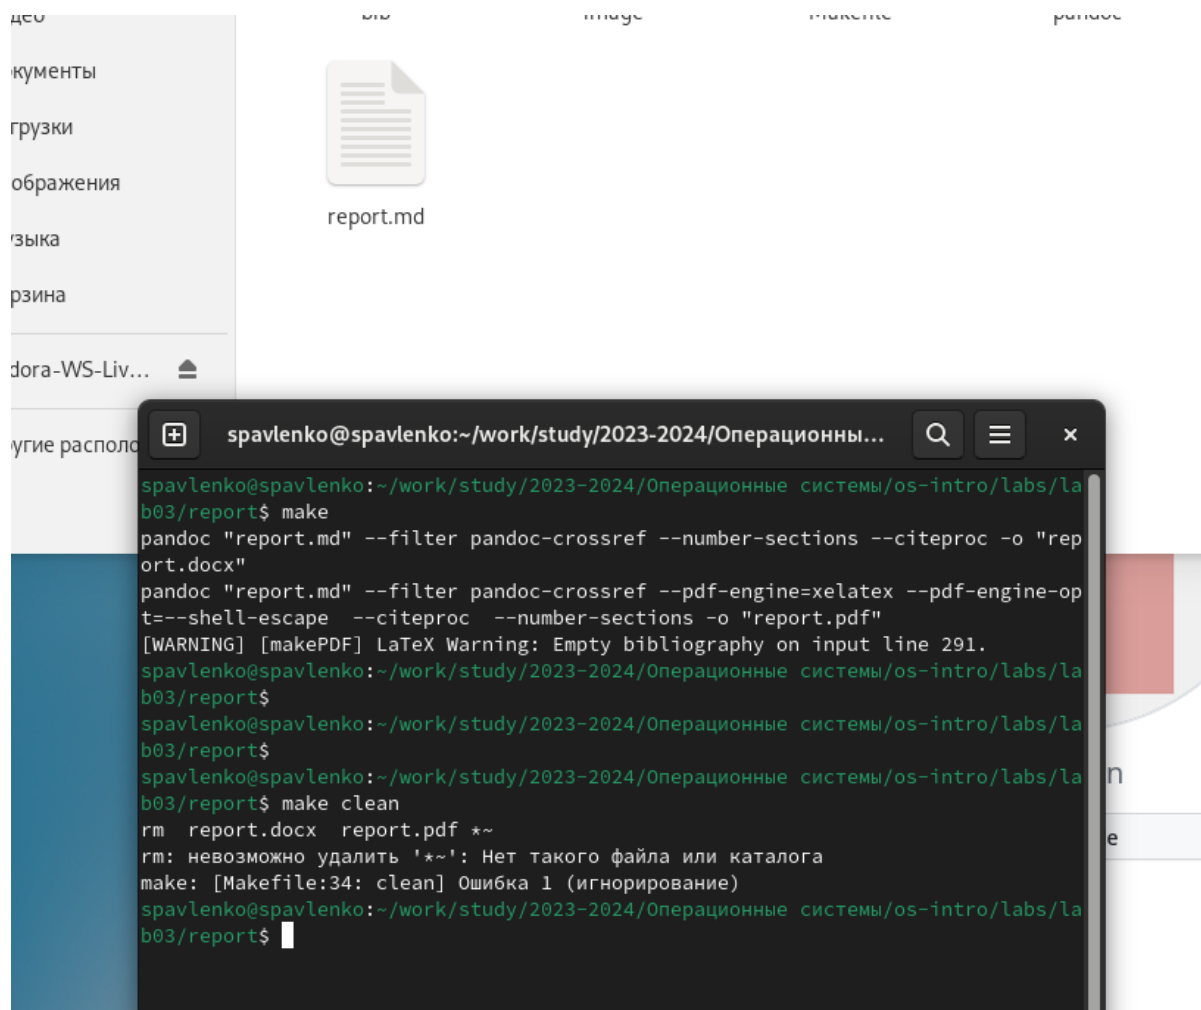 bib image Makefile pandoc
report.md
dora-WS-Liv...
spavlenko@spavlenko:~/work/study/2023-2024/Операционны...
spavlenko@spavlenko:~/work/study/2023-2024/Операционные системы/os-intro/labs/la
b03/report$ make
pandoc "report.md" --filter pandoc-crossref --number-sections --citeproc -o "rep
ort.docx"
pandoc "report.md" --filter pandoc-crossref --pdf-engine=xelatex --pdf-engine-op
t=--shell-escape  --citeproc  --number-sections -o "report.pdf"
[WARNING] [makePDF] LaTeX Warning: Empty bibliography on input line 291.
spavlenko@spavlenko:~/work/study/2023-2024/Операционные системы/os-intro/labs/la
b03/report$
spavlenko@spavlenko:~/work/study/2023-2024/Операционные системы/os-intro/labs/la
b03/report$
spavlenko@spavlenko:~/work/study/2023-2024/Операционные системы/os-intro/labs/la
b03/report$ make clean
rm  report.docx  report.pdf *~
rm: невозможно удалить '*~': Нет такого файла или каталога
make: [Makefile:34: clean] Ошибка 1 (игнорирование)
spavlenko@spavlenko:~/work/study/2023-2024/Операционные системы/os-intro/labs/la
b03/report$
део
кументы
грузки
ображения
узыка
рзина
ругие располо
n
e